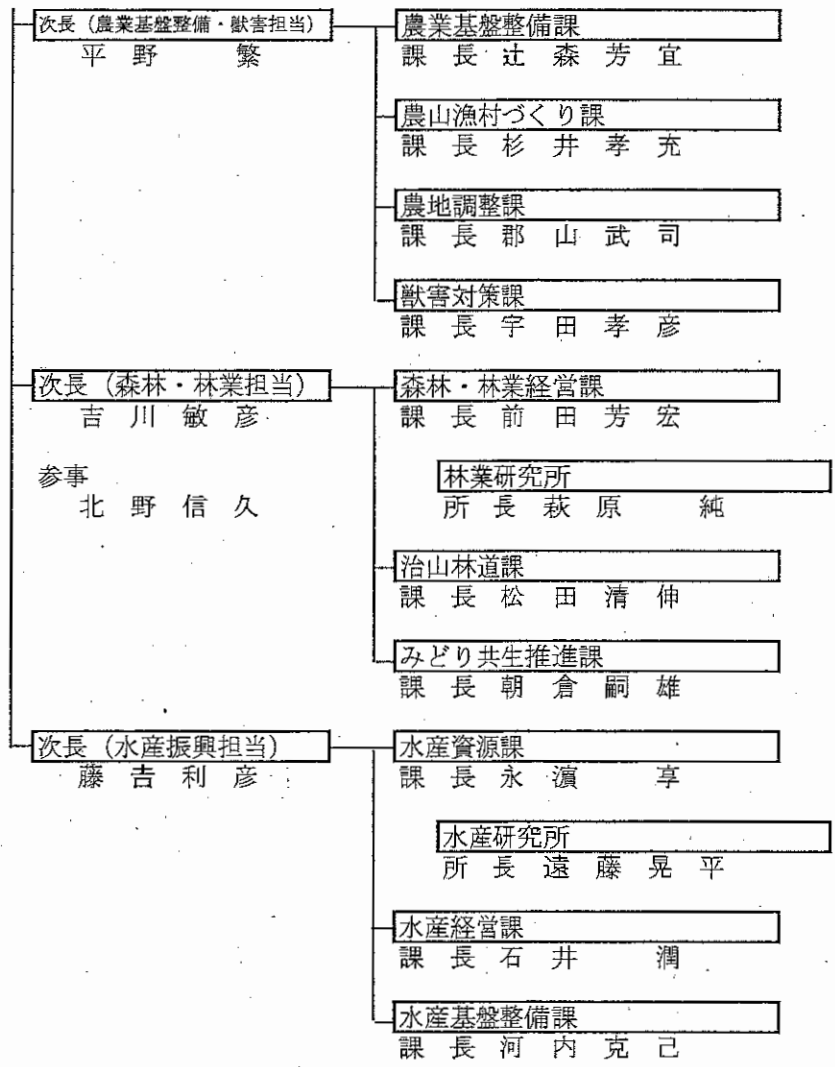 次長（農業基盤整備・獣害担当）
平野　繁
農業基盤整備課
課長 辻森芳宜
農山漁村づくり課
課長 杉井孝充
農地調整課
課長 郡山武司
獣害対策課
課長 宇田孝彦
次長（森林・林業担当）
吉川敏彦
参事
北野信久
森林・林業経営課
課長 前田芳宏
林業研究所
所長 萩原　純
治山林道課
課長 松田清伸
みどり共生推進課
課長 朝倉嗣雄
次長（水産振興担当）
藤吉利彦
水産資源課
課長 永濵　享
水産研究所
所長 遠藤晃平
水産経営課
課長 石井　潤
水産基盤整備課
課長 河内克己